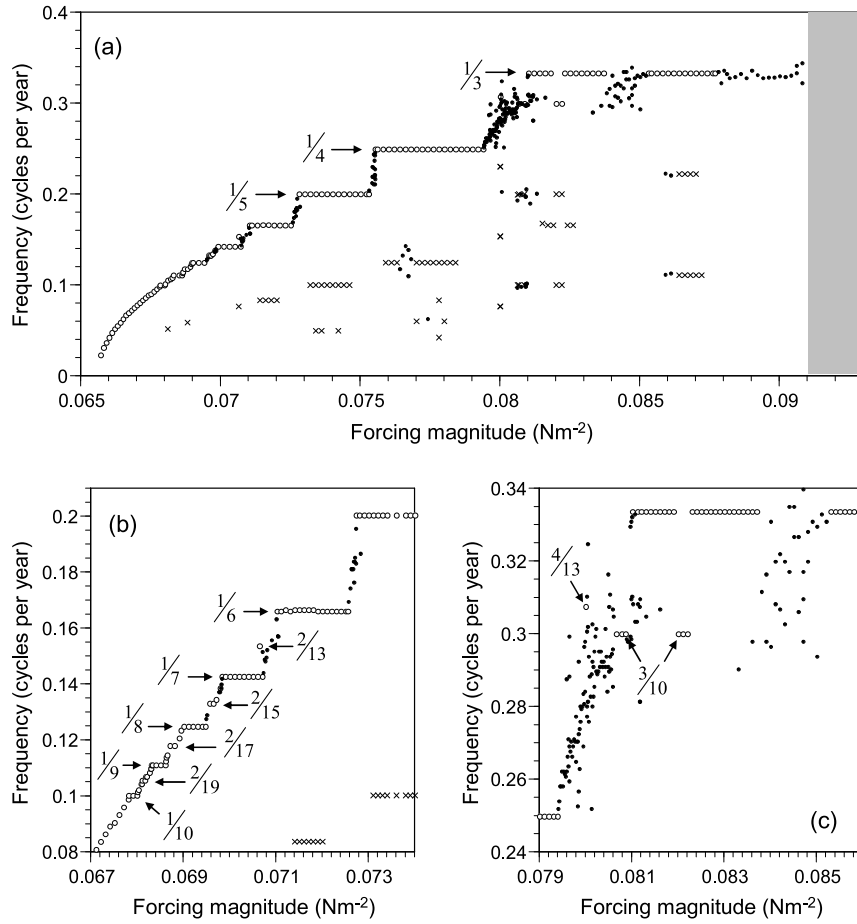 (a)
Frequency (cycles per year)
0.4
0.3
0.2
0.1
0
1/3
1/4
1/5
0.065 0.07 0.075 0.08 0.085 0.09
Forcing magnitude (Nm-2)
(b)
Frequency (cycles per year)
0.2
0.18
0.16
0.14
0.12
0.1
0.08
1/6
2/13
1/7
2/15
1/8
2/17
1/9
2/19
1/10
0.067 0.069 0.071 0.073
Forcing magnitude (Nm-2)
(c)
Frequency (cycles per year)
0.34
0.32
0.3
0.28
0.26
0.24
4/13
3/10
0.079 0.081 0.083 0.085
Forcing magnitude (Nm-2)